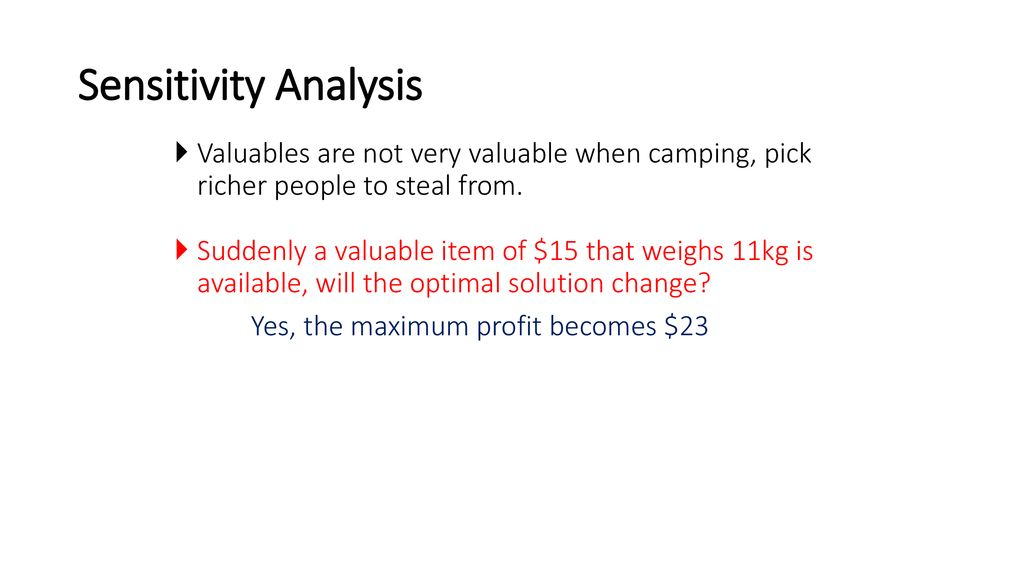 Sensitivity Analysis
Valuables are not very valuable when camping, pick
richer people to steal from.
Suddenly a valuable item of $15 that weighs 11kg is
available, will the optimal solution change?
Yes, the maximum profit becomes $23